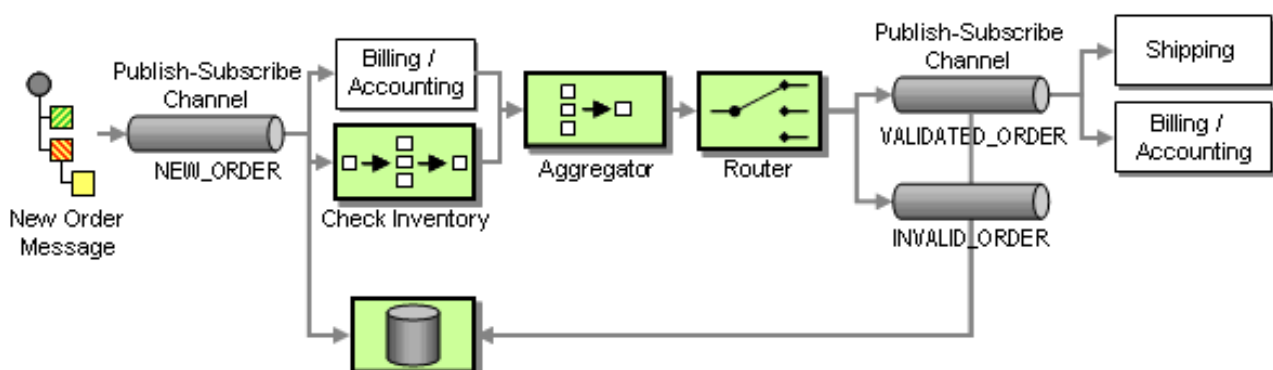 New Order
Message
Publish-Subscribe
Channel
NEW_ORDER
Billing /
Accounting
Check Inventory
Aggregator
Router
Publish-Subscribe
Channel
VALIDATED_ORDER
INVALID_ORDER
Shipping
Billing /
Accounting